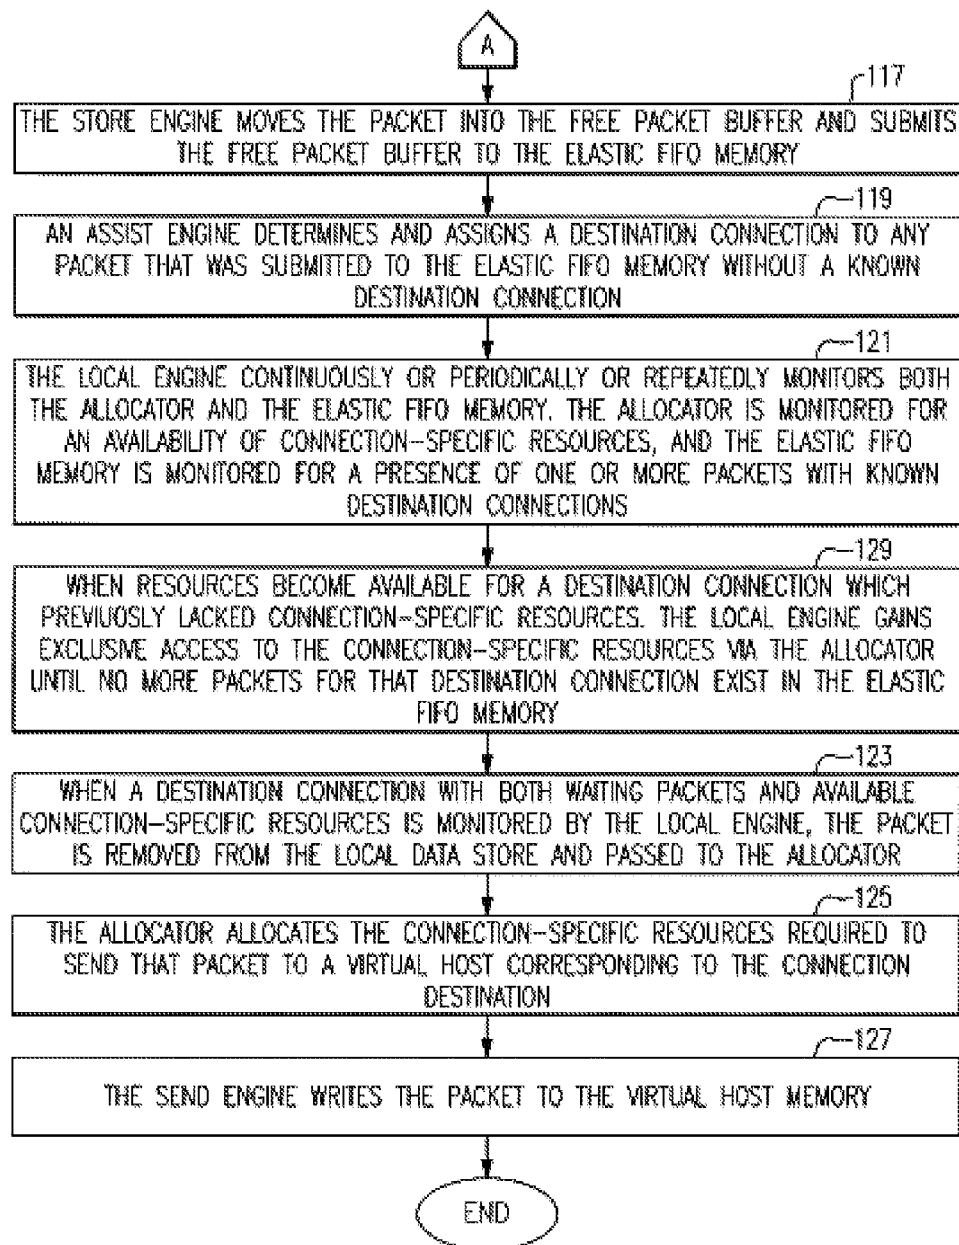 A
117
THE STORE ENGINE MOVES THE PACKET INTO THE FREE PACKET BUFFER AND SUBMITS
THE FREE PACKET BUFFER TO THE ELASTIC FIFO MEMORY
119
AN ASSIST ENGINE DETERMINES AND ASSIGNS A DESTINATION CONNECTION TO ANY
PACKET THAT WAS SUBMITTED TO THE ELASTIC FIFO MEMORY WITHOUT A KNOWN
DESTINATION CONNECTION
121
THE LOCAL ENGINE CONTINUOUSLY OR PERIODICALLY OR REPEATEDLY MONITORS BOTH
THE ALLOCATOR AND THE ELASTIC FIFO MEMORY. THE ALLOCATOR IS MONITORED FOR
AN AVAILABILITY OF CONNECTION-SPECIFIC RESOURCES, AND THE ELASTIC FIFO
MEMORY IS MONITORED FOR A PRESENCE OF ONE OR MORE PACKETS WITH KNOWN
DESTINATION CONNECTIONS
129
WHEN RESOURCES BECOME AVAILABLE FOR A DESTINATION CONNECTION WHICH
PREVIUOSLY LACKED CONNECTION-SPECIFIC RESOURCES. THE LOCAL ENGINE GAINS
EXCLUSIVE ACCESS TO THE CONNECTION-SPECIFIC RESOURCES VIA THE ALLOCATOR
UNTIL NO MORE PACKETS FOR THAT DESTINATION CONNECTION EXIST IN THE ELASTIC
FIFO MEMORY
123
WHEN A DESTINATION CONNECTION WITH BOTH WAITING PACKETS AND AVAILABLE
CONNECTION-SPECIFIC RESOURCES IS MONITORED BY THE LOCAL ENGINE, THE PACKET
IS REMOVED FROM THE LOCAL DATA STORE AND PASSED TO THE ALLOCATOR
125
THE ALLOCATOR ALLOCATES THE CONNECTION-SPECIFIC RESOURCES REQUIRED TO
SEND THAT PACKET TO A VIRTUAL HOST CORRESPONDING TO THE CONNECTION
DESTINATION
127
THE SEND ENGINE WRITES THE PACKET TO THE VIRTUAL HOST MEMORY
END